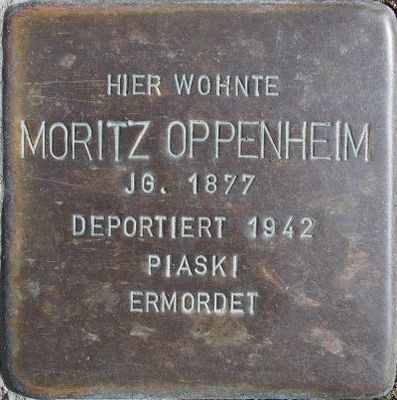 HIER WOHNTE
MORITZ OPPENHEIM
JG. 1877
DEPORTIERT 1942
PIASKI
ERMORDET